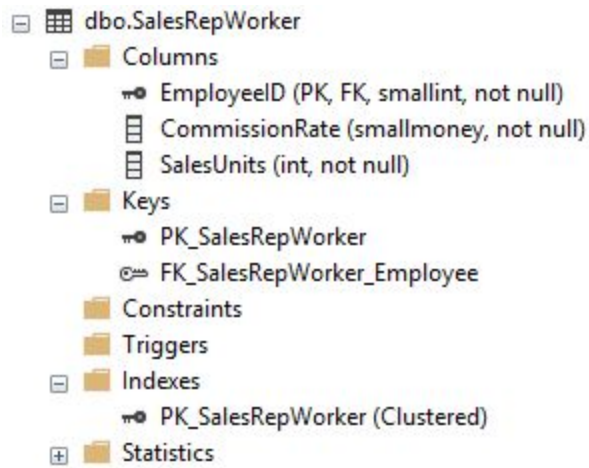 dbo.SalesRepWorker
Columns
EmployeeID (PK, FK, smallint, not null)
CommissionRate (smallmoney, not null)
SalesUnits (int, not null)
Keys
PK_SalesRepWorker
FK_SalesRepWorker_Employee
Constraints
Triggers
Indexes
PK_SalesRepWorker (Clustered)
Statistics